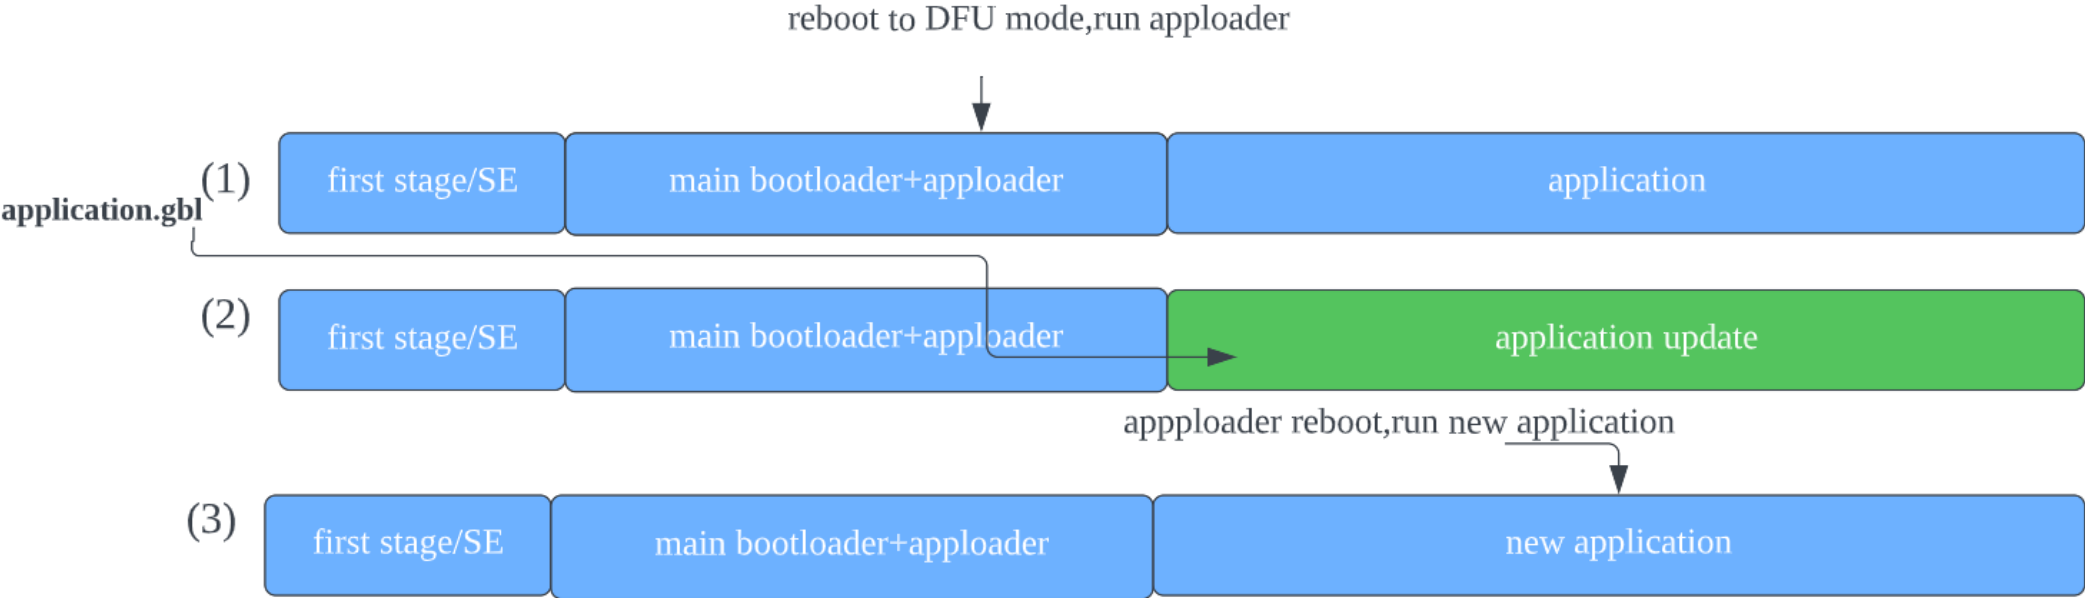 reboot to DFU mode,run apploader
(1)
first stage/SE
main bootloader+apploader
application
application.gbl
(2)
first stage/SE
main bootloader+apploader
application update
appploader reboot,run new application
(3)
first stage/SE
main bootloader+apploader
new application